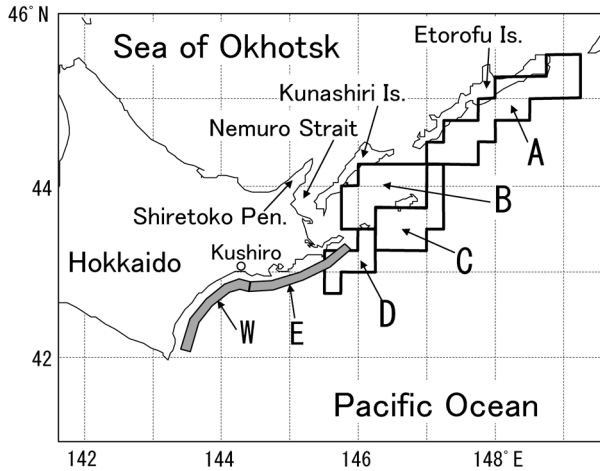 46°N
Sea of Okhotsk
Etorofu Is.
Kunashiri Is.
Nemuro Strait
A
44
B
Shiretoko Pen.
Kushiro
C
Hokkaido
D
W
E
42
Pacific Ocean
142
144
146
148°E